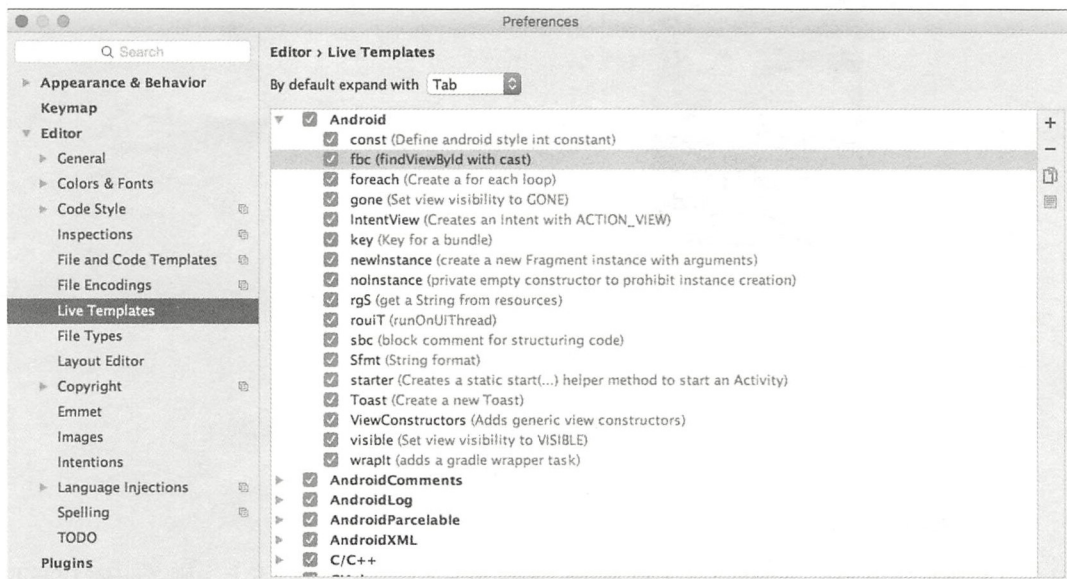 Preferences
Search
Appearance & Behavior
Keymap
Editor
General
Colors & Fonts
Code Style
Inspections
File and Code Templates
File Encodings
Live Templates
File Types
Layout Editor
Copyright
Emmet
Images
Intentions
Language Injections
Spelling
TODO
Plugins
Editor › Live Templates
By default expand with Tab
Android
const (Define android style int constant)
fbc (findViewById with cast)
foreach (Create a for each loop)
gone (Set view visibility to GONE)
IntentView (Creates an Intent with ACTION_VIEW)
key (Key for a bundle)
newInstance (create a new Fragment instance with arguments)
noInstance (private empty constructor to prohibit instance creation)
rgS (get a String from resources)
rouiT (runOnUIThread)
sbc (block comment for structuring code)
Sfmt (String format)
starter (Creates a static start(...) helper method to start an Activity)
Toast (Create a new Toast)
ViewConstructors (Adds generic view constructors)
visible (Set view visibility to VISIBLE)
wrapIt (adds a gradle wrapper task)
AndroidComments
AndroidLog
AndroidParcelable
AndroidXML
C/C++